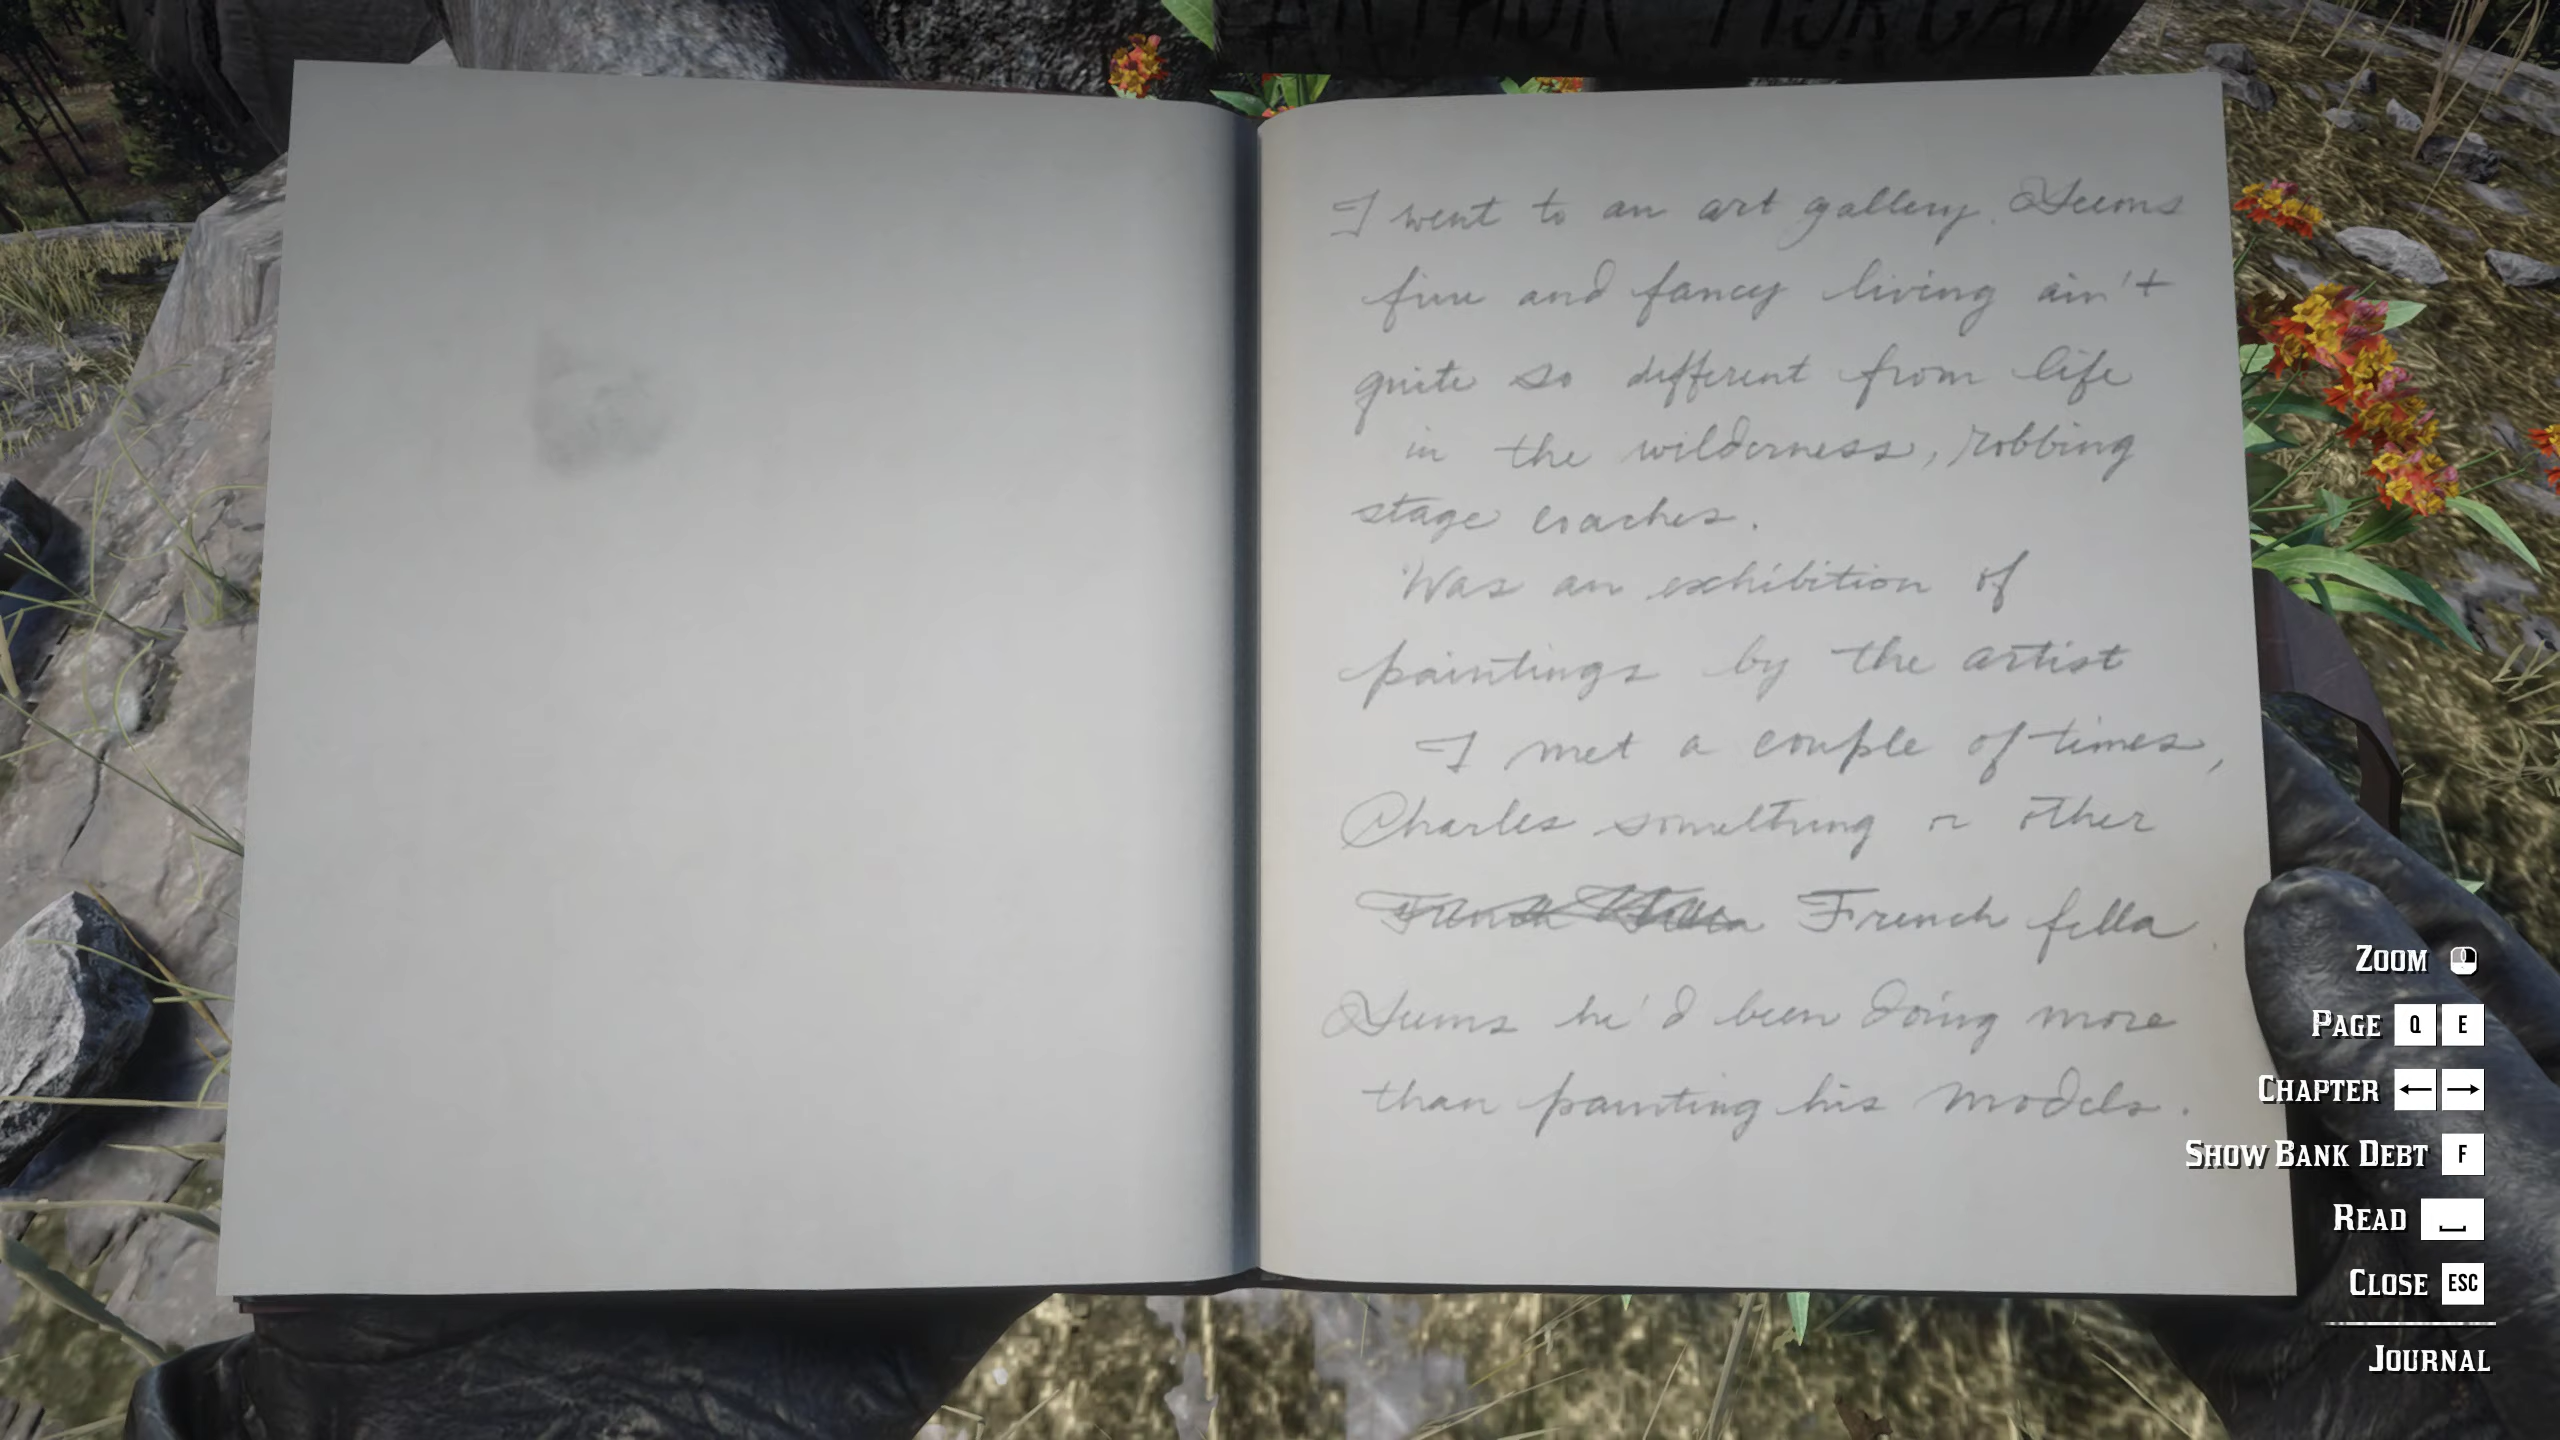 ARTHUR MORGAN
I went to an art gallery. Seems
fine and fancy living ain't
quite so different from life
in the wilderness, robbing
stage coaches.
Was an exhibition of
paintings by the artist
I met a couple of times,
Charles something or other
French fella
Seems he'd been doing more
than painting his models.
ZOOM
PAGE Q E
CHAPTER ← →
SHOW BANK DEBT F
READ
CLOSE ESC
JOURNAL